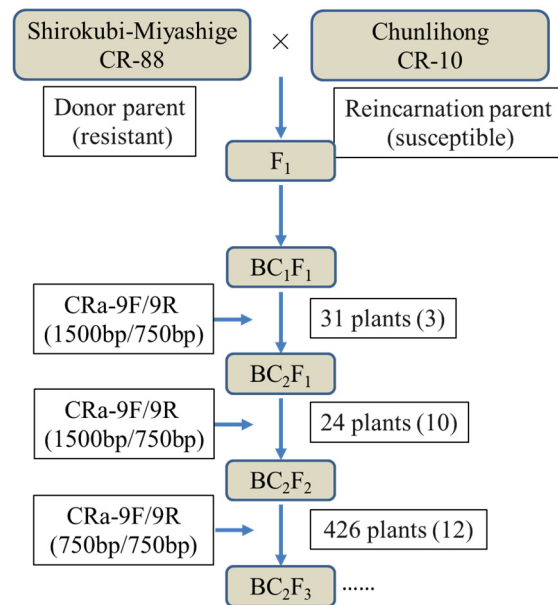 Shirokubi-Miyashige
CR-88
×
Chunlihong
CR-10
Donor parent
(resistant)
Reincarnation parent
(susceptible)
F₁
BC₁F₁
CRa-9F/9R
(1500bp/750bp)
31 plants (3)
BC₂F₁
CRa-9F/9R
(1500bp/750bp)
24 plants (10)
BC₂F₂
CRa-9F/9R
(750bp/750bp)
426 plants (12)
BC₂F₃ ......